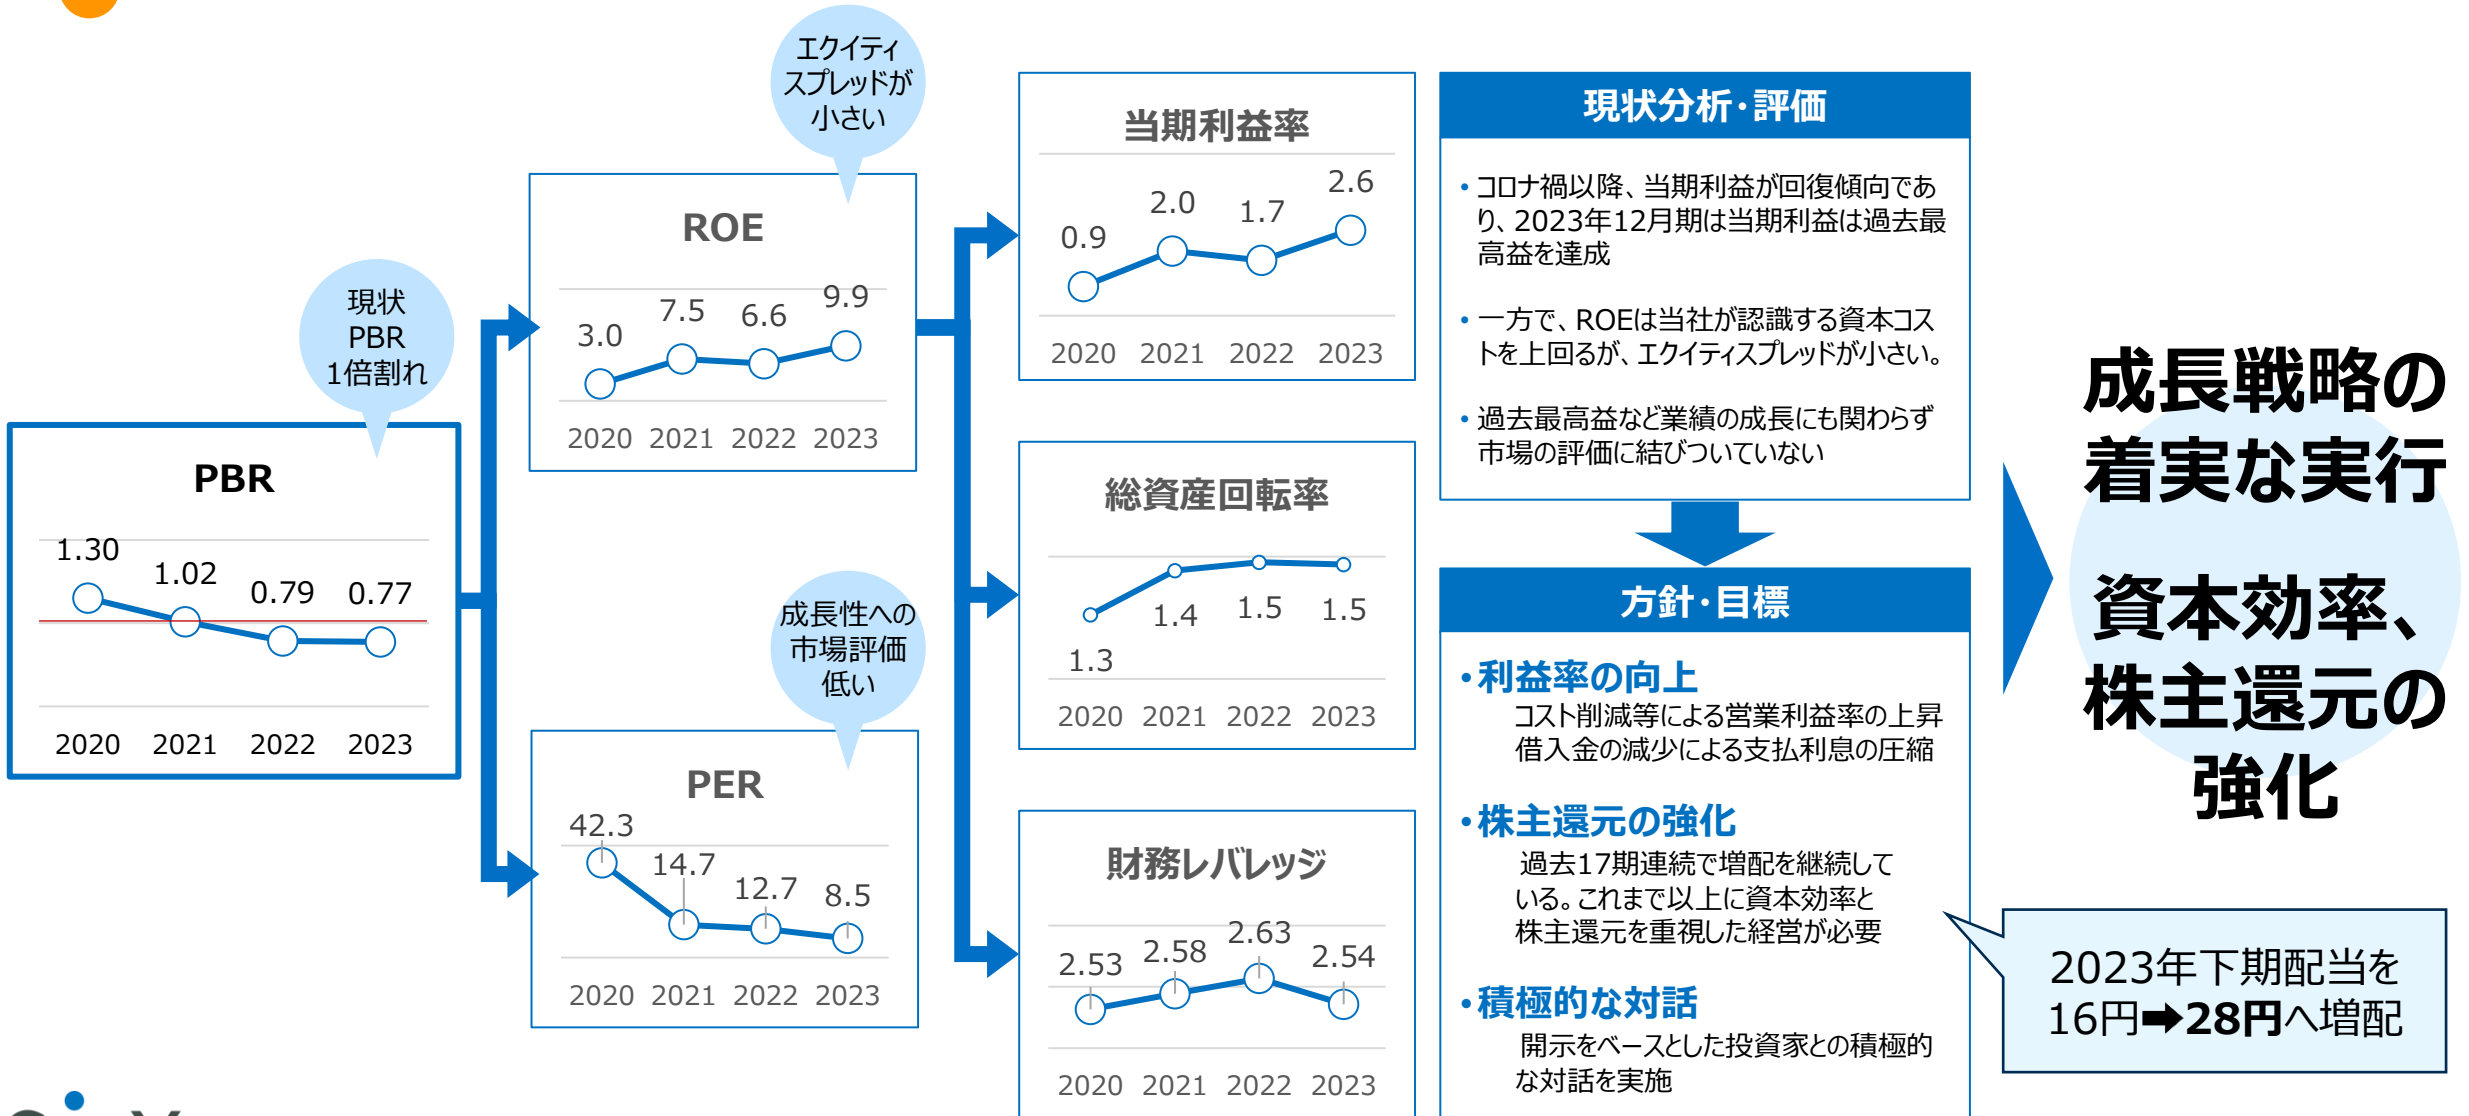 現状
PBR
1倍割れ
PBR
1.30
1.02
0.79
0.77
2020 2021 2022 2023
エクイティ
スプレッドが
小さい
ROE
3.0
7.5
6.6
9.9
2020 2021 2022 2023
成長性への
市場評価
低い
PER
42.3
14.7
12.7
8.5
2020 2021 2022 2023
当期利益率
0.9
2.0
1.7
2.6
2020 2021 2022 2023
総資産回転率
1.3
1.4
1.5
1.5
2020 2021 2022 2023
財務レバレッジ
2.53
2.58
2.63
2.54
2020 2021 2022 2023
現状分析・評価
•コロナ禍以降、当期利益が回復傾向であ
り、2023年12月期は当期利益は過去最
高益を達成
•一方で、ROEは当社が認識する資本コス
トを上回るが、エクイティスプレッドが小さい。
•過去最高益など業績の成長にも関わらず
市場の評価に結びついていない
方針・目標
•利益率の向上
コスト削減等による営業利益率の上昇
借入金の減少による支払利息の圧縮
•株主還元の強化
過去17期連続で増配を継続して
いる。これまで以上に資本効率と
株主還元を重視した経営が必要
•積極的な対話
開示をベースとした投資家との積極的
な対話を実施
成長戦略の
着実な実行
資本効率、
株主還元の
強化
2023年下期配当を
16円➡28円へ増配